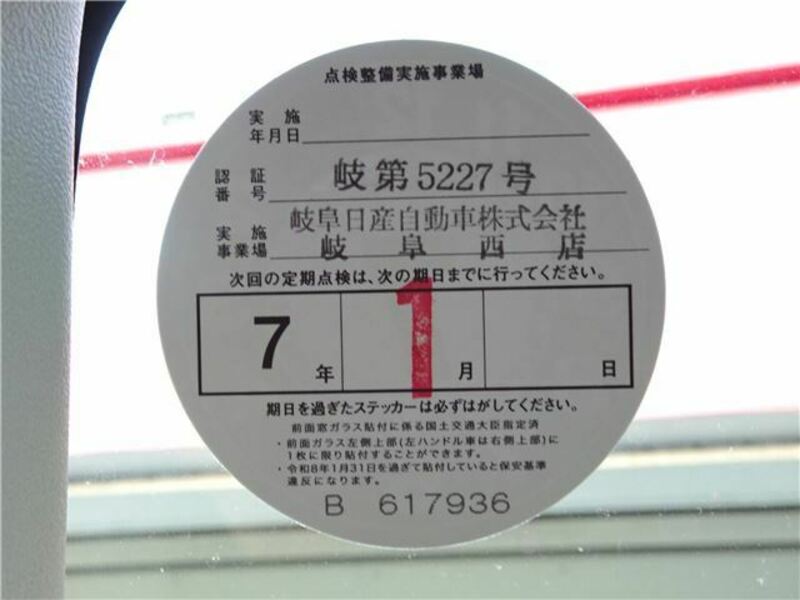 点検整備実施事業場
実施
年月日
認証
番号 岐第5227号
実施
事業場 岐阜日産自動車株式会社
岐阜西店
次回の定期点検は、次の期日までに行ってください。
7年 1月 日
期日を過ぎたステッカーは必ずはがしてください。
前面窓ガラス貼付に係る国土交通大臣指定済
・前面ガラス左側上部(左ハンドル車は右側上部)に
1枚に限り貼付することができます。
・令和8年1月31日を過ぎて貼付していると保安基準
違反になります。
B 617936